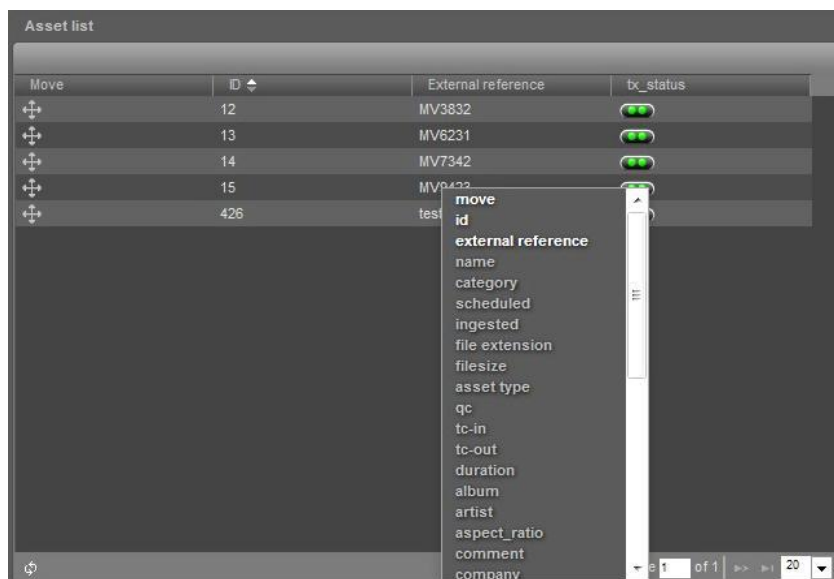 Asset list
Move ID External reference tx_status
12 MV3832
13 MV6231
14 MV7342
15
426 test
move
id
external reference
name
category
scheduled
ingested
file extension
filesize
asset type
qc
tc-in
tc-out
duration
album
artist
aspect_ratio
comment
company
1 of 1 20